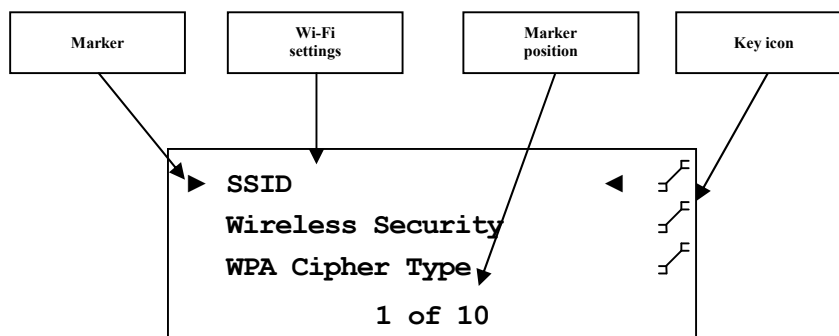 Marker
Wi-Fi
settings
Marker
position
Key icon
SSID
Wireless Security
WPA Cipher Type
1 of 10